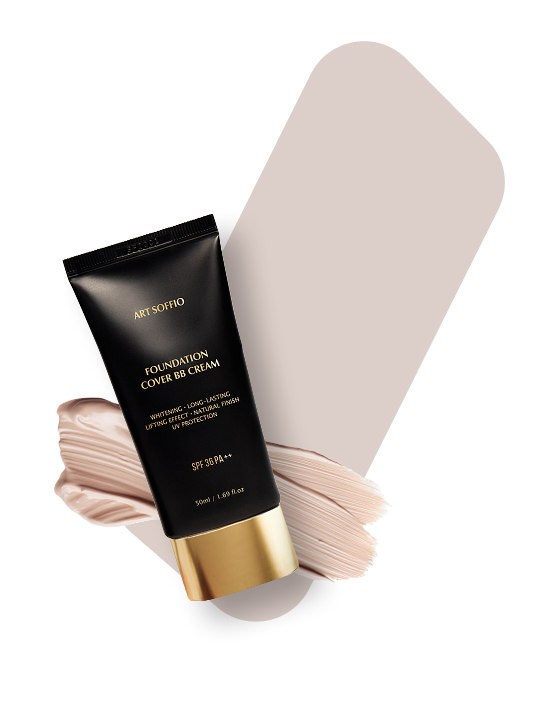 ART SOFFIO
FOUNDATION
COVER BB CREAM
WHITENING • LONG-LASTING
LIFTING EFFECT • NATURAL FINISH
UV PROTECTION
SPF 36 PA++
50ml / 1.69 fl.oz